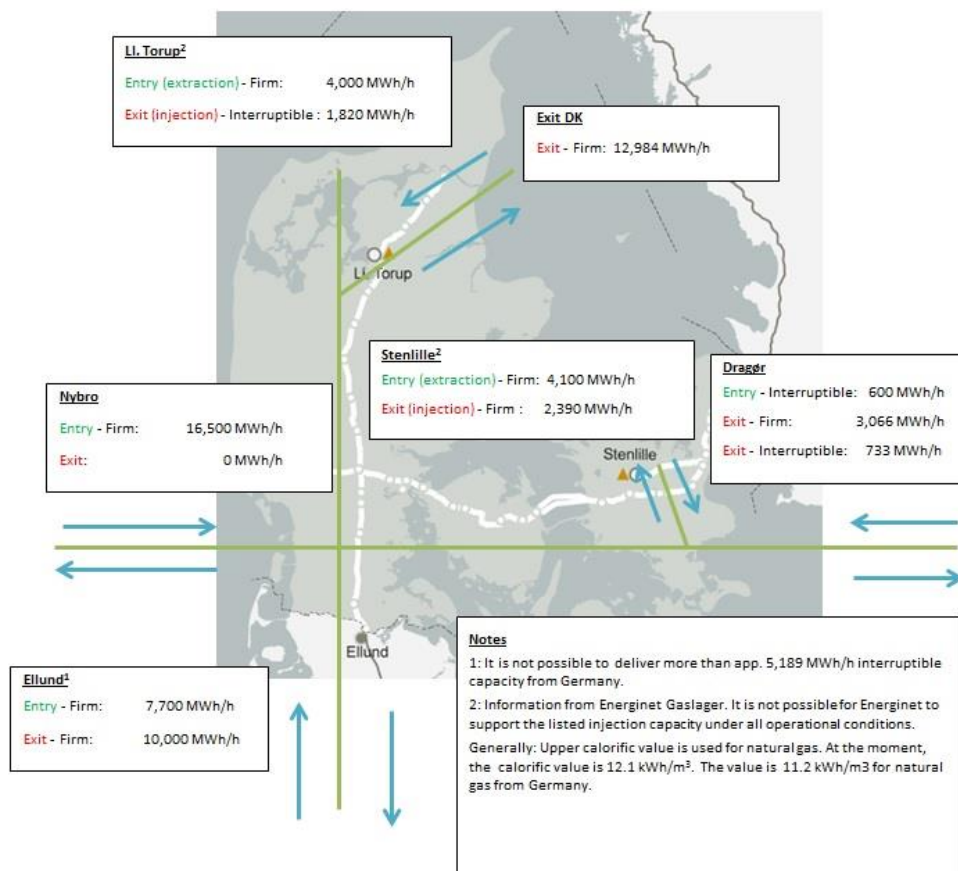 Ll. Torup²
Entry (extraction) - Firm: 4,000 MWh/h
Exit (injection) - Interruptible : 1,820 MWh/h
Exit DK
Exit - Firm: 12,984 MWh/h
Ll. Torup
Stenlille²
Entry (extraction) - Firm: 4,100 MWh/h
Exit (injection) - Firm : 2,390 MWh/h
Dragør
Entry - Interruptible: 600 MWh/h
Exit - Firm: 3,066 MWh/h
Exit - Interruptible: 733 MWh/h
Nybro
Entry - Firm: 16,500 MWh/h
Exit: 0 MWh/h
Stenlille
Ellund
Ellund¹
Entry - Firm: 7,700 MWh/h
Exit - Firm: 10,000 MWh/h
Notes
1: It is not possible to deliver more than app. 5,189 MWh/h interruptible
capacity from Germany.
2: Information from Energinet Gaslager. It is not possible for Energinet to
support the listed injection capacity under all operational conditions.
Generally: Upper calorific value is used for natural gas. At the moment,
the calorific value is 12.1 kWh/m³. The value is 11.2 kWh/m3 for natural
gas from Germany.